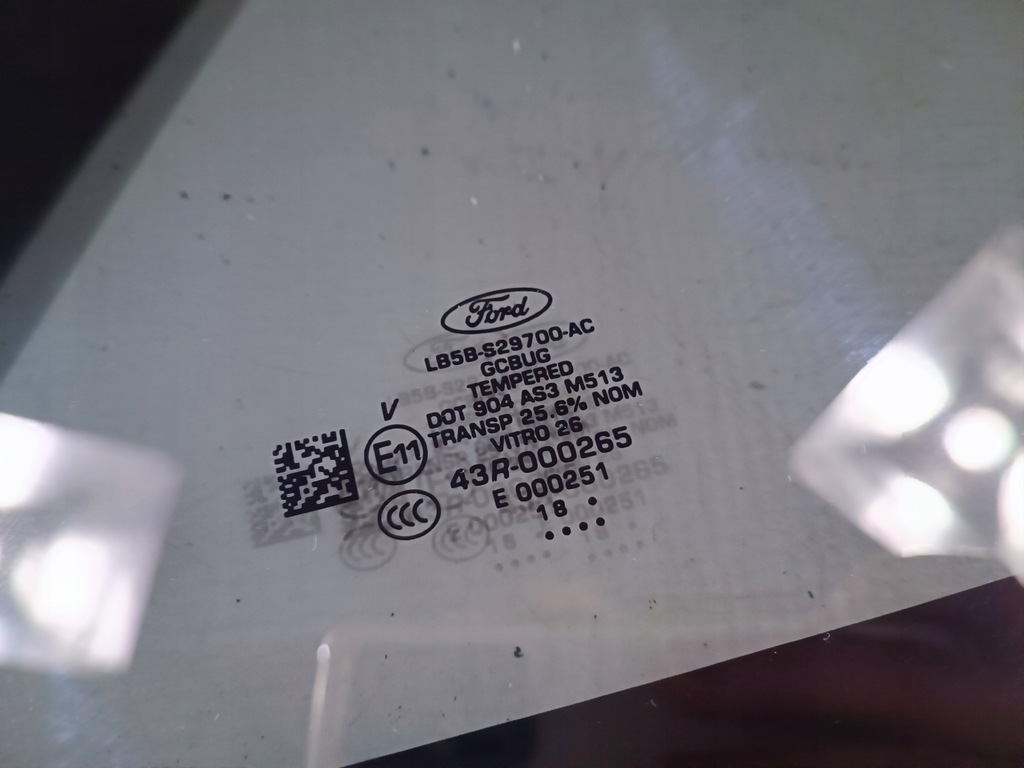 Ford
LB5B-S29700-AC
GCBUG
TEMPERED
DOT 904 AS3 M513
TRANSP 25.6% NOM
VITRO 26
V
E11
43R-000265
CCC
E 000251
18